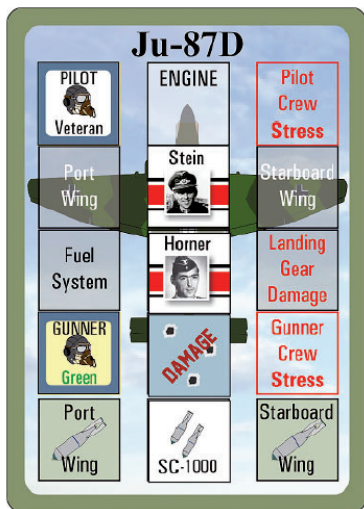 Ju-87D
PILOT
Veteran
ENGINE
Pilot
Crew
Stress
Port
Wing
Stein
Starboard
Wing
Fuel
System
Horner
Landing
Gear
Damage
GUNNER
Green
DAMAGE
Gunner
Crew
Stress
Port
Wing
SC-1000
Starboard
Wing